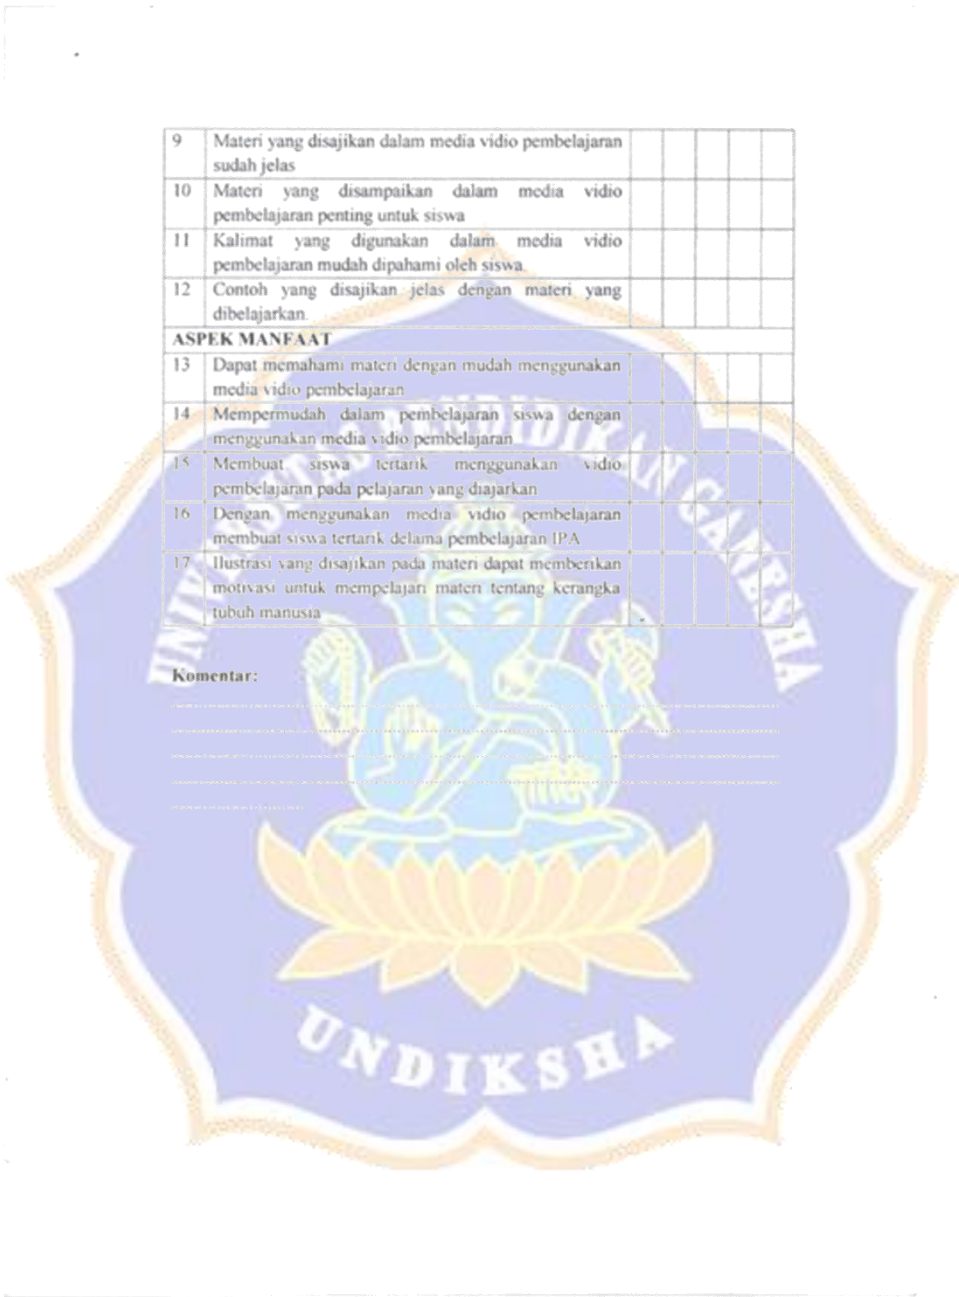 9 Materi yang disajikan dalam media vidio pembelajaran
sudah jelas
10 Materi yang disampaikan dalam media vidio
pembelajaran penting untuk siswa
11 Kalimat yang digunakan dalam media vidio
pembelajaran mudah dipahami oleh siswa.
12 Contoh yang disajikan jelas dengan materi yang
dibelajarkan.
ASPEK MANFAAT
13 Dapat memahami materi dengan mudah menggunakan
media vidio pembelajaran
14 Mempermudah dalam pembelajaran siswa dengan
menggunakan media vidio pembelajaran
15 Membuat siswa tertarik menggunakan vidio
pembelajaran pada pelajaran yang diajarkan
16 Dengan menggunakan media vidio pembelajaran
membuat siswa tertarik delama pembelajaran IPA
17 Ilustrasi yang disajikan pada materi dapat memberikan
motivasi untuk mempelajari materi tentang kerangka
tubuh manusia
Komentar:
UNIVERSITAS PENDIDIKAN GANESHA
UNDIKSHA